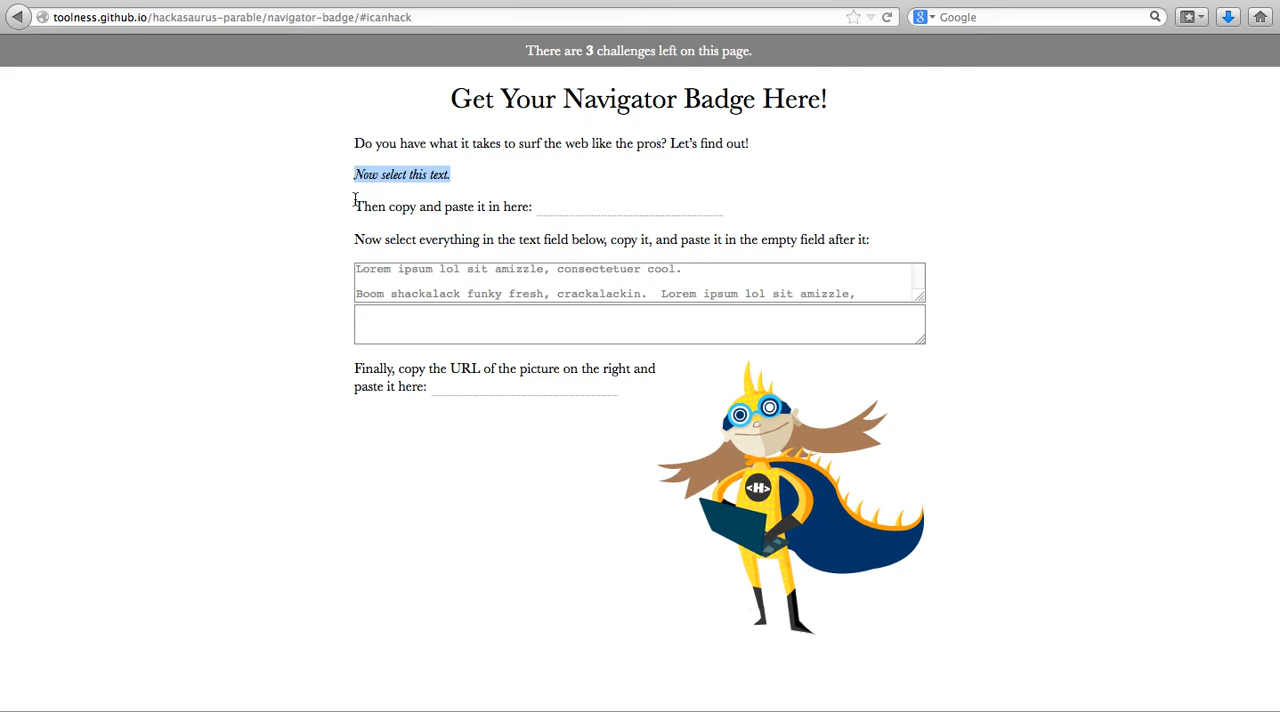 toolness.github.io/hackasaurus-parable/navigator-badge/#icanhack
Google
There are 3 challenges left on this page.
Get Your Navigator Badge Here!
Do you have what it takes to surf the web like the pros? Let’s find out!
Now select this text.
Then copy and paste it in here:
Now select everything in the text field below, copy it, and paste it in the empty field after it:
Lorem ipsum lol sit amizzle, consectetuer cool.
Boom shackalack funky fresh, crackalackin. Lorem ipsum lol sit amizzle,
Finally, copy the URL of the picture on the right and
paste it here:
<H>